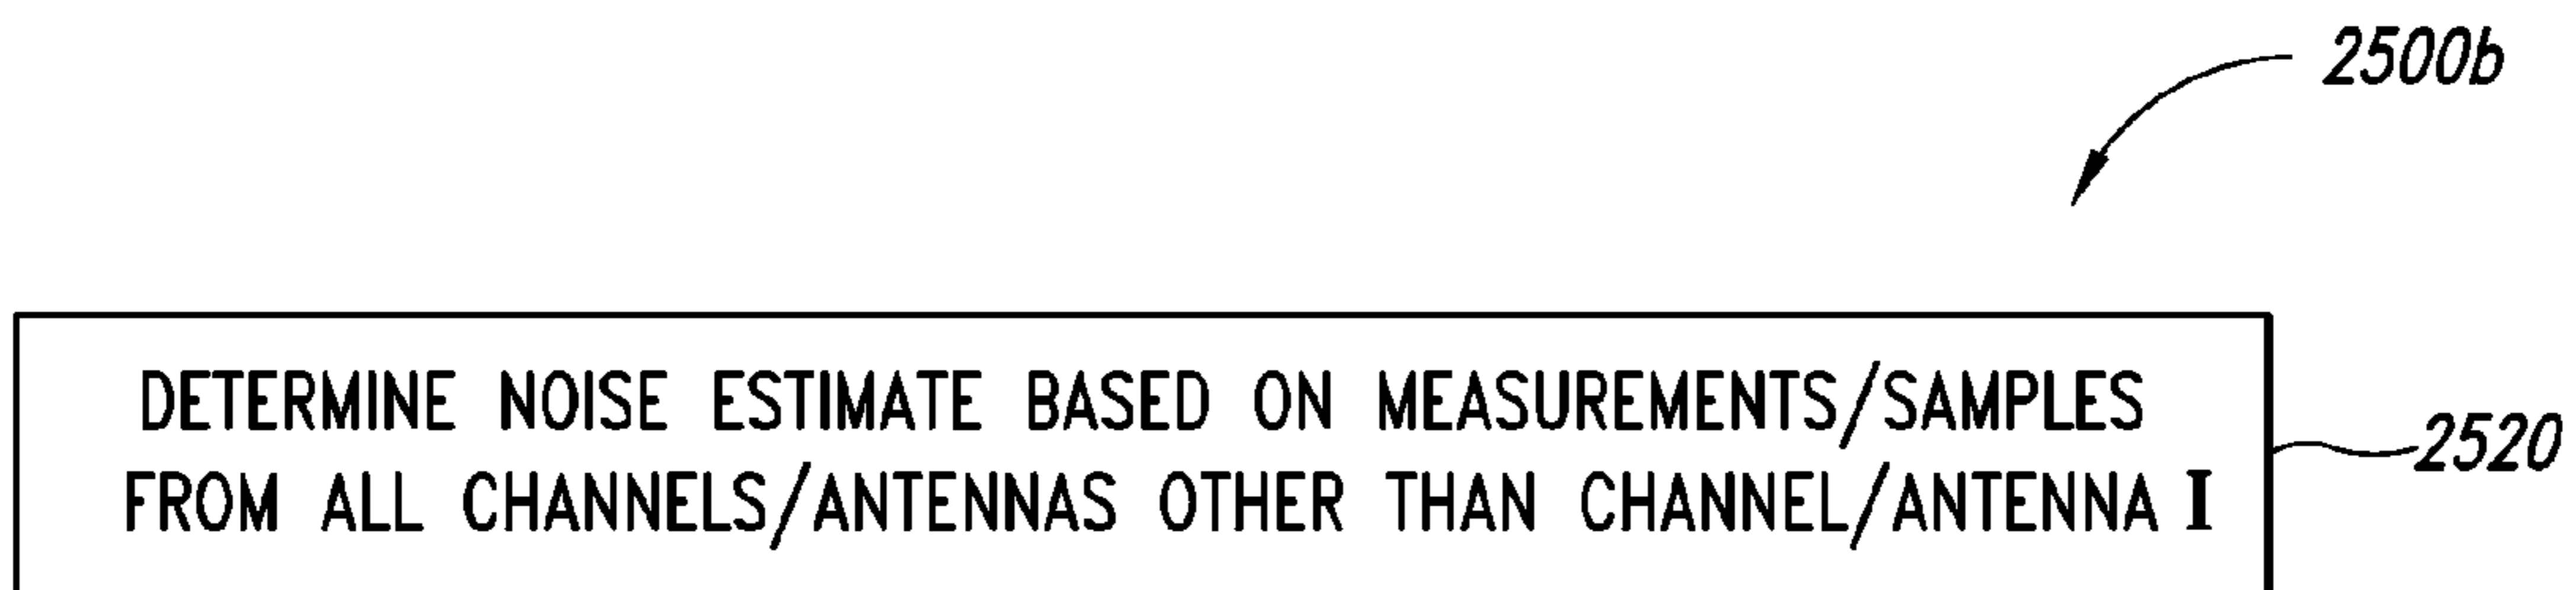 2500b
DETERMINE NOISE ESTIMATE BASED ON MEASUREMENTS/SAMPLES
FROM ALL CHANNELS/ANTENNAS OTHER THAN CHANNEL/ANTENNA I
2520